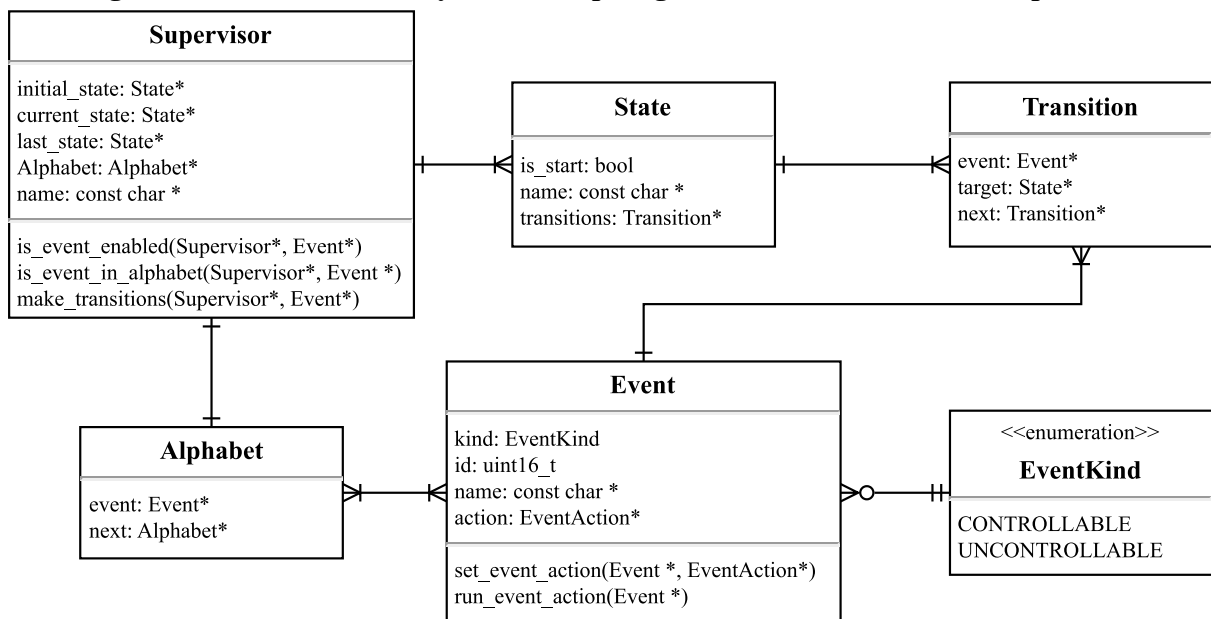 Supervisor
initial_state: State*
current_state: State*
last_state: State*
Alphabet: Alphabet*
name: const char *
is_event_enabled(Supervisor*, Event*)
is_event_in_alphabet(Supervisor*, Event *)
make_transitions(Supervisor*, Event*)
State
is_start: bool
name: const char *
transitions: Transition*
Transition
event: Event*
target: State*
next: Transition*
Alphabet
event: Event*
next: Alphabet*
Event
kind: EventKind
id: uint16_t
name: const char *
action: EventAction*
set_event_action(Event *, EventAction*)
run_event_action(Event *)
<<enumeration>>
EventKind
CONTROLLABLE
UNCONTROLLABLE